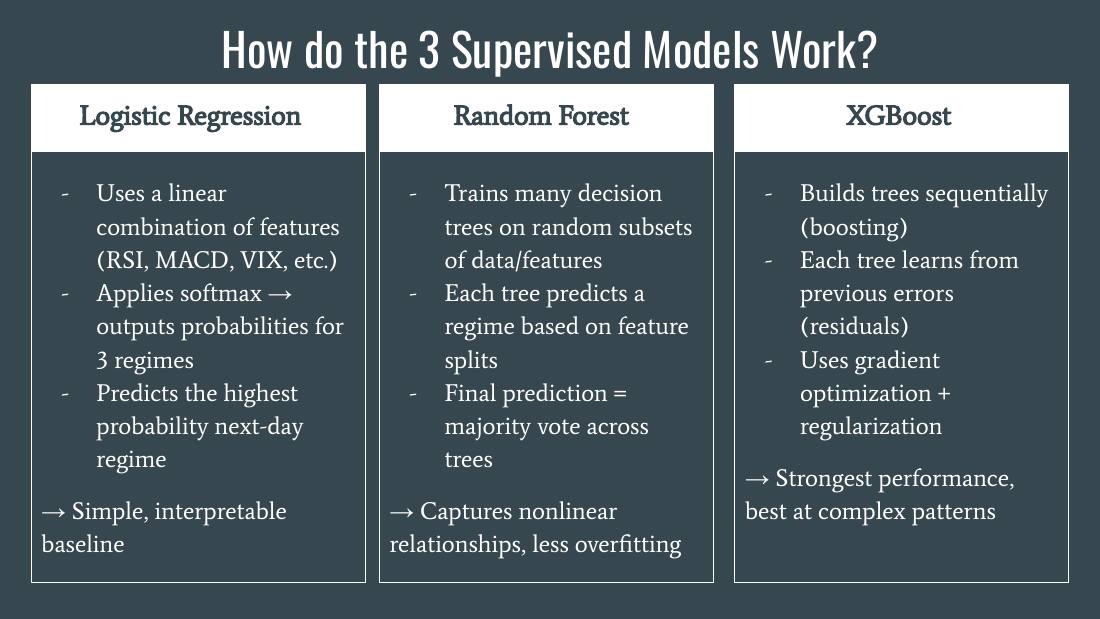 How do the 3 Supervised Models Work?
Logistic Regression
- Uses a linear
combination of features
(RSI, MACD, VIX, etc.)
- Applies softmax →
outputs probabilities for
3 regimes
- Predicts the highest
probability next-day
regime
→ Simple, interpretable
baseline
Random Forest
- Trains many decision
trees on random subsets
of data/features
- Each tree predicts a
regime based on feature
splits
- Final prediction =
majority vote across
trees
→ Captures nonlinear
relationships, less overfitting
XGBoost
- Builds trees sequentially
(boosting)
- Each tree learns from
previous errors
(residuals)
- Uses gradient
optimization +
regularization
→ Strongest performance,
best at complex patterns